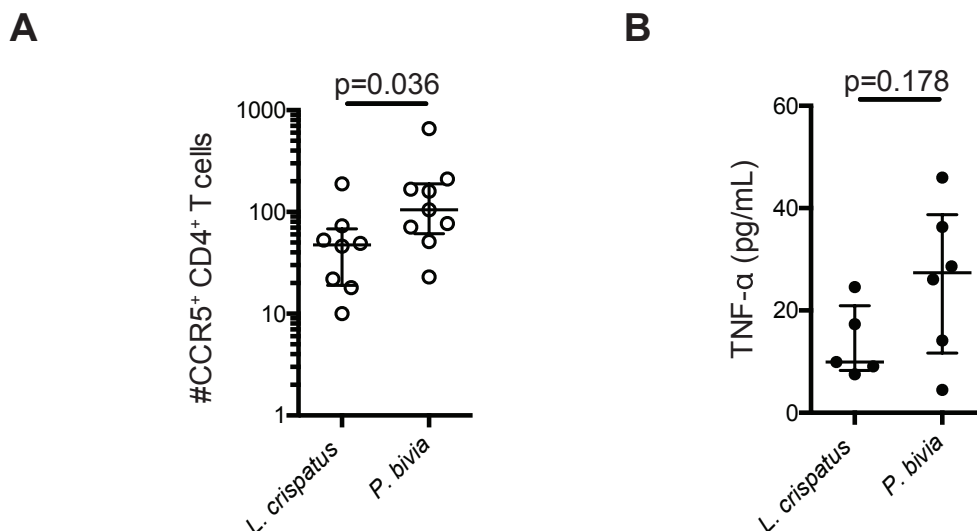 A
p=0.036
#CCR5⁺ CD4⁺ T cells
1000
100
10
1
L. crispatus
P. bivia
B
p=0.178
TNF-α (pg/mL)
60
40
20
0
L. crispatus
P. bivia